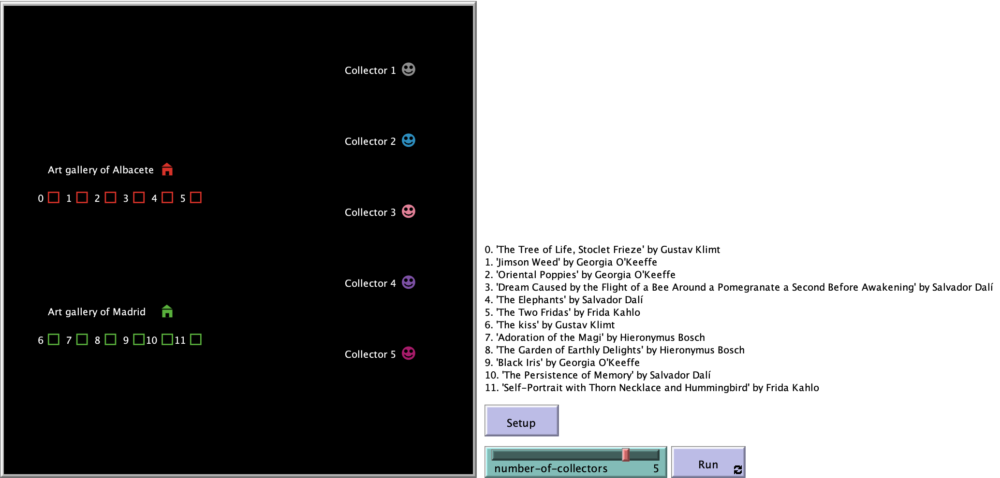 Collector 1
Collector 2
Art gallery of Albacete
0 1 2 3 4 5
Collector 3
Collector 4
Art gallery of Madrid
6 7 8 9 10 11
Collector 5
0. 'The Tree of Life, Stoclet Frieze' by Gustav Klimt
1. 'Jimson Weed' by Georgia O'Keeffe
2. 'Oriental Poppies' by Georgia O'Keeffe
3. 'Dream Caused by the Flight of a Bee Around a Pomegranate a Second Before Awakening' by Salvador Dalí
4. 'The Elephants' by Salvador Dalí
5. 'The Two Fridas' by Frida Kahlo
6. 'The kiss' by Gustav Klimt
7. 'Adoration of the Magi' by Hieronymus Bosch
8. 'The Garden of Earthly Delights' by Hieronymus Bosch
9. 'Black Iris' by Georgia O'Keeffe
10. 'The Persistence of Memory' by Salvador Dalí
11. 'Self-Portrait with Thorn Necklace and Hummingbird' by Frida Kahlo
Setup
number-of-collectors 5
Run